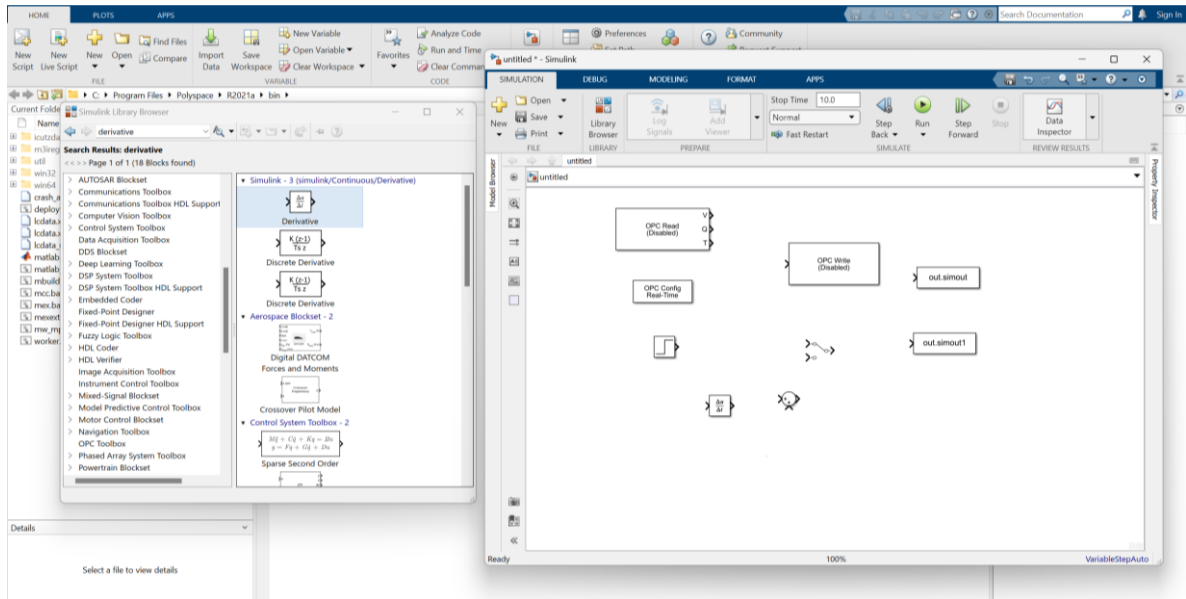 HOME PLOTS APPS
Search Documentation Sign In
New Script
New Live Script
New
Open
Find Files
Compare
Import Data
Save Workspace
New Variable
Open Variable
Clear Workspace
Favorites
Analyze Code
Run and Time
Clear Comman
Preferences
Community
FILE VARIABLE CODE
C: Program Files Polyspace R2021a bin
Current Folde
Name
icutzda
m3ireg
util
win32
win64
crash_a
deploy
lcdata.x
lcdata.x
lcdata_
matlab
matlab
mbuild
mcc.ba
mex.ba
mexext
mw_mp
worker.
Details
Select a file to view details
Simulink Library Browser
derivative
Search Results: derivative
<< >> Page 1 of 1 (18 Blocks found)
AUTOSAR Blockset
Communications Toolbox
Communications Toolbox HDL Support
Computer Vision Toolbox
Control System Toolbox
Data Acquisition Toolbox
DDS Blockset
Deep Learning Toolbox
DSP System Toolbox
DSP System Toolbox HDL Support
Embedded Coder
Fixed-Point Designer
Fixed-Point Designer HDL Support
Fuzzy Logic Toolbox
HDL Coder
HDL Verifier
Image Acquisition Toolbox
Instrument Control Toolbox
Mixed-Signal Blockset
Model Predictive Control Toolbox
Motor Control Blockset
Navigation Toolbox
OPC Toolbox
Phased Array System Toolbox
Powertrain Blockset
Simulink - 3 (simulink/Continuous/Derivative)
Δu
Δt
Derivative
K (z-1)
Ts z
Discrete Derivative
K (z-1)
Ts z
Discrete Derivative
Aerospace Blockset - 2
Digital DATCOM
Forces and Moments
Crossover Pilot Model
Control System Toolbox - 2
Sparse Second Order
untitled * - Simulink
SIMULATION DEBUG MODELING FORMAT APPS
New
Open
Save
Print
Library Browser
Log Signals
Add Viewer
Stop Time 10.0
Normal
Fast Restart
Step Back
Run
Step Forward
Stop
Data Inspector
FILE LIBRARY PREPARE SIMULATE REVIEW RESULTS
untitled
untitled
Model Browser
Property Inspector
OPC Read
(Disabled)
V
Q
T
OPC Write
(Disabled)
out.simout
OPC Config
Real-Time
out.simout1
Δu
Δt
Ready 100% VariableStepAuto